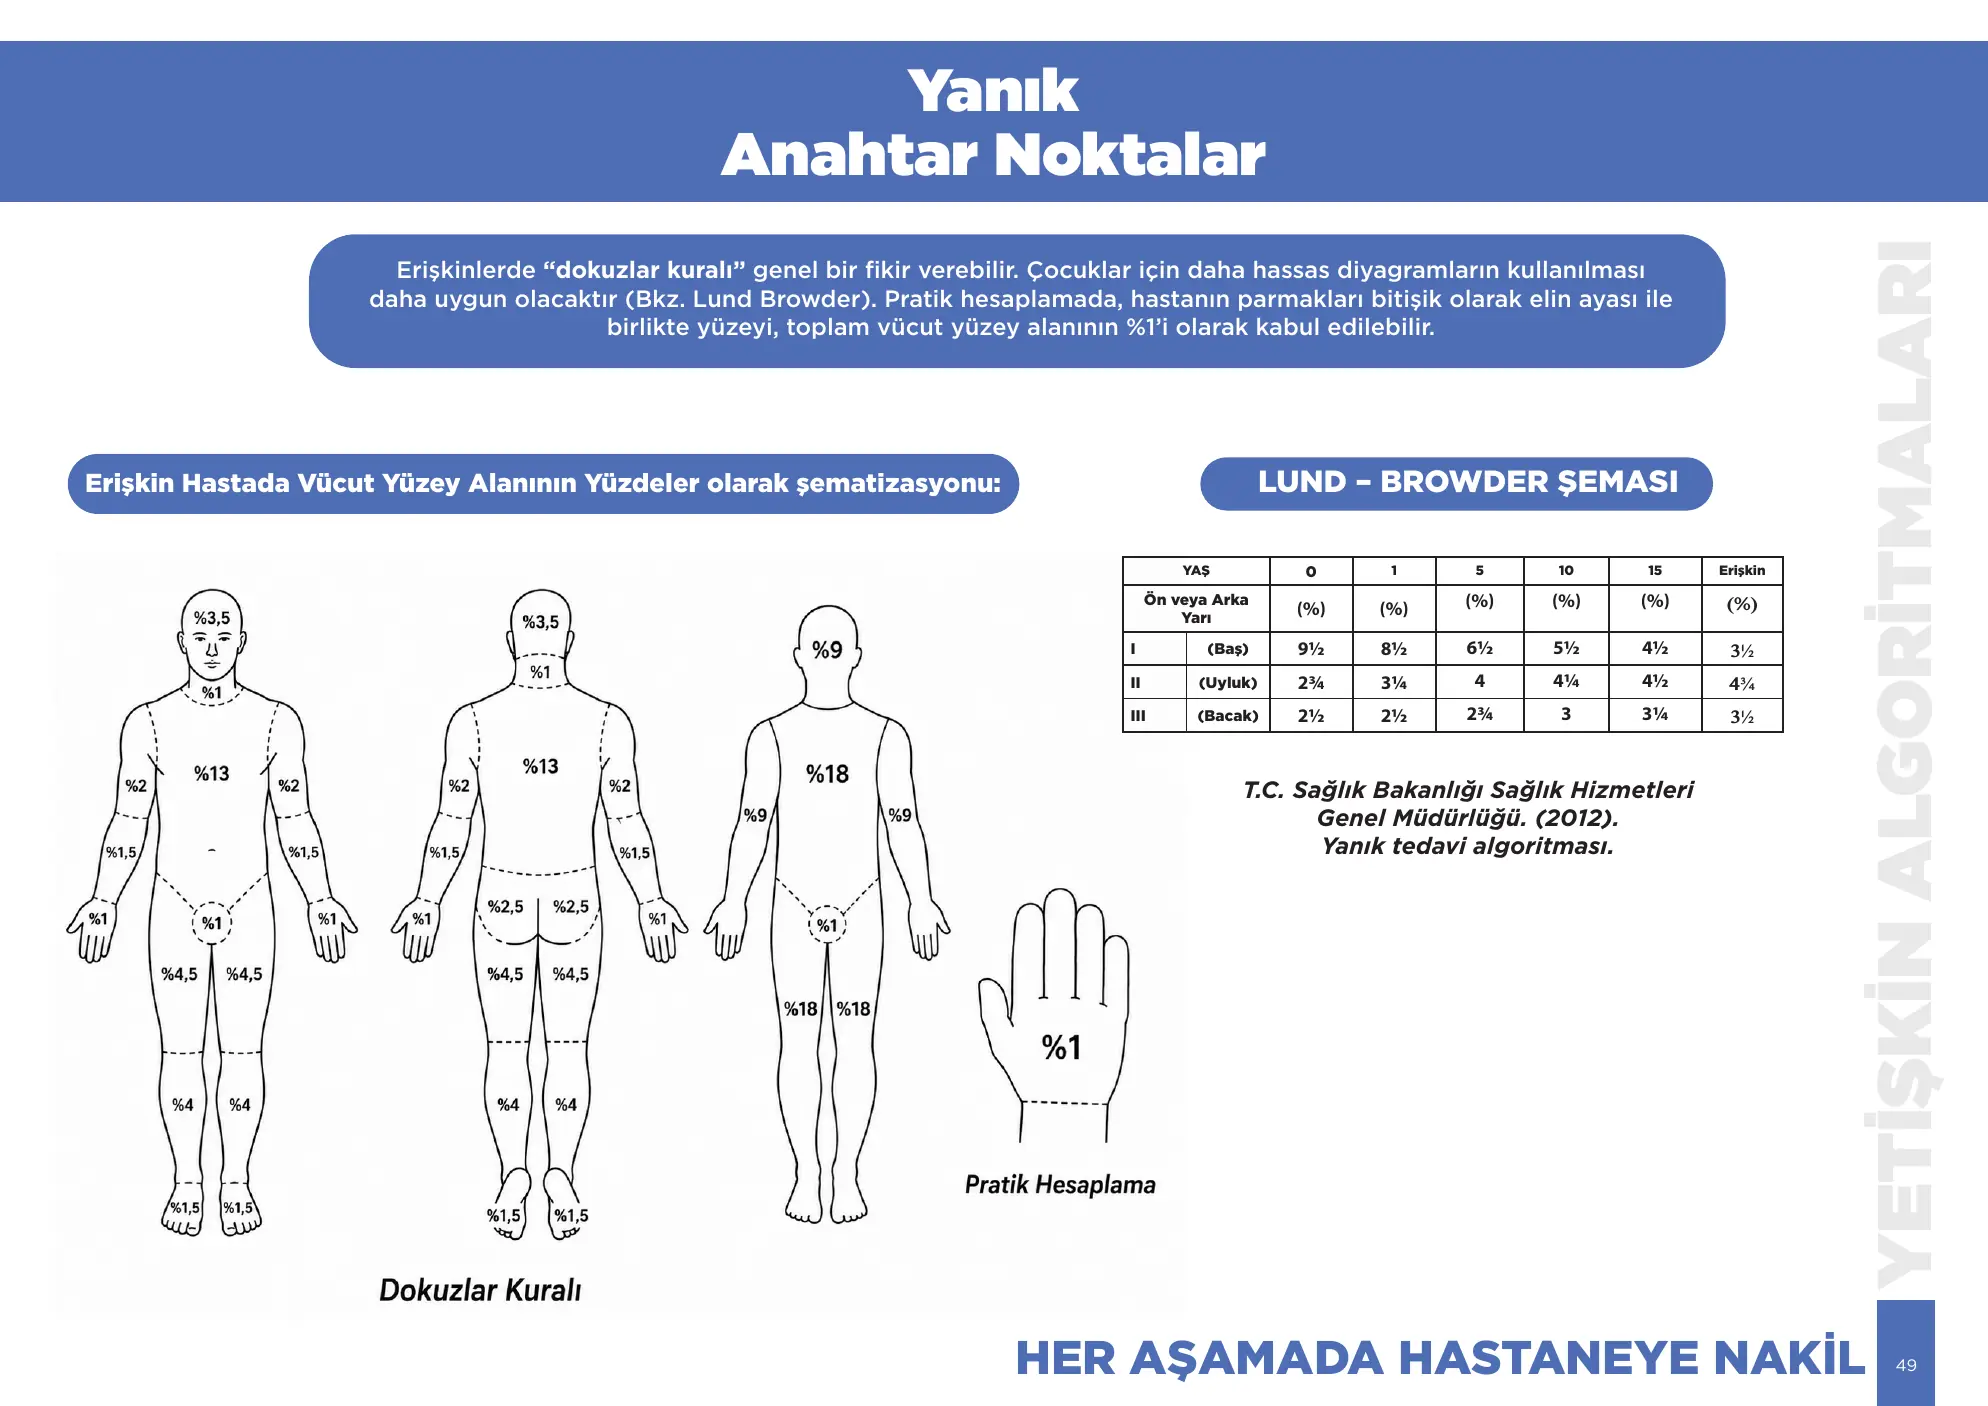 Yanık
Anahtar Noktalar
Erişkinlerde “dokuzlar kuralı” genel bir fikir verebilir. Çocuklar için daha hassas diyagramların kullanılması
daha uygun olacaktır (Bkz. Lund Browder). Pratik hesaplamada, hastanın parmakları bitişik olarak elin ayası ile
birlikte yüzeyi, toplam vücut yüzey alanının %1’i olarak kabul edilebilir.
Erişkin Hastada Vücut Yüzey Alanının Yüzdeler olarak şematizasyonu:
%3,5
%1
%13
%2 %2
%1,5 %1,5
%1 %1 %1
%4,5 %4,5
%4 %4
%1,5 %1,5
%3,5
%1
%13
%2 %2
%1,5 %1,5
%2,5 %2,5
%1 %1
%4,5 %4,5
%4 %4
%1,5 %1,5
%9
%18
%9 %9
%1
%18 %18
%1
Pratik Hesaplama
Dokuzlar Kuralı
LUND – BROWDER ŞEMASI
YAŞ 0 1 5 10 15 Erişkin
Ön veya Arka
Yarı (%) (%) (%) (%) (%) (%)
I (Baş) 9½ 8½ 6½ 5½ 4½ 3½
II (Uyluk) 2¾ 3¼ 4 4¼ 4½ 4¾
III (Bacak) 2½ 2½ 2¾ 3 3¼ 3½
T.C. Sağlık Bakanlığı Sağlık Hizmetleri
Genel Müdürlüğü. (2012).
Yanık tedavi algoritması.
YETİŞKİN ALGORİTMALARI
HER AŞAMADA HASTANEYE NAKİL
49